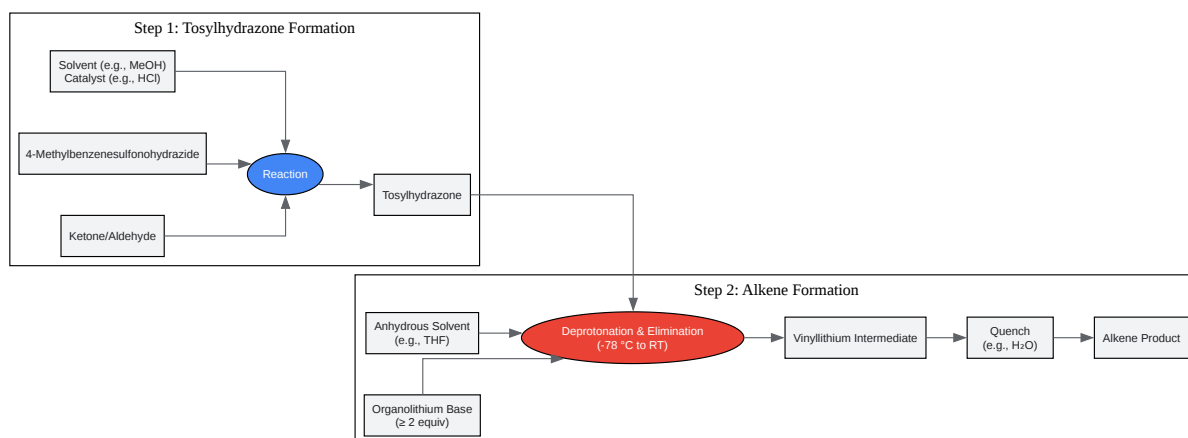 Step 1: Tosylhydrazone Formation
Solvent (e.g., MeOH)
Catalyst (e.g., HCl)
4-Methylbenzenesulfonohydrazide
Reaction
Tosylhydrazone
Ketone/Aldehyde
Step 2: Alkene Formation
Anhydrous Solvent
(e.g., THF)
Deprotonation & Elimination
(-78 °C to RT)
Vinyllithium Intermediate
Quench
(e.g., H₂O)
Alkene Product
Organolithium Base
(≥ 2 equiv)